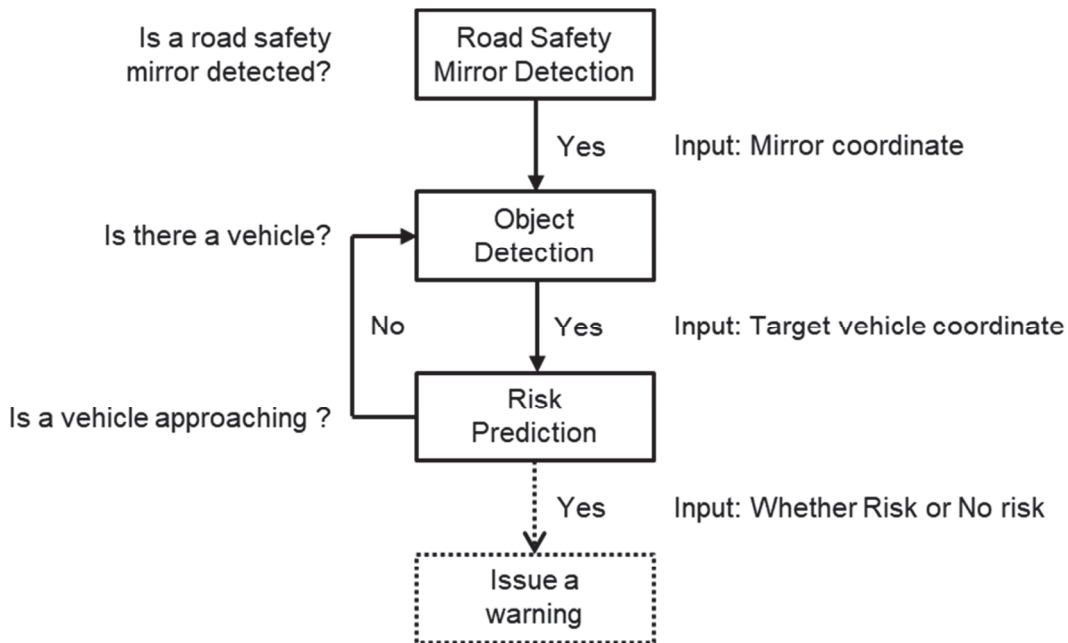 Is a road safety
mirror detected?
Road Safety
Mirror Detection
Yes
Input: Mirror coordinate
Is there a vehicle?
Object
Detection
No
Yes
Input: Target vehicle coordinate
Is a vehicle approaching ?
Risk
Prediction
Yes
Input: Whether Risk or No risk
Issue a
warning